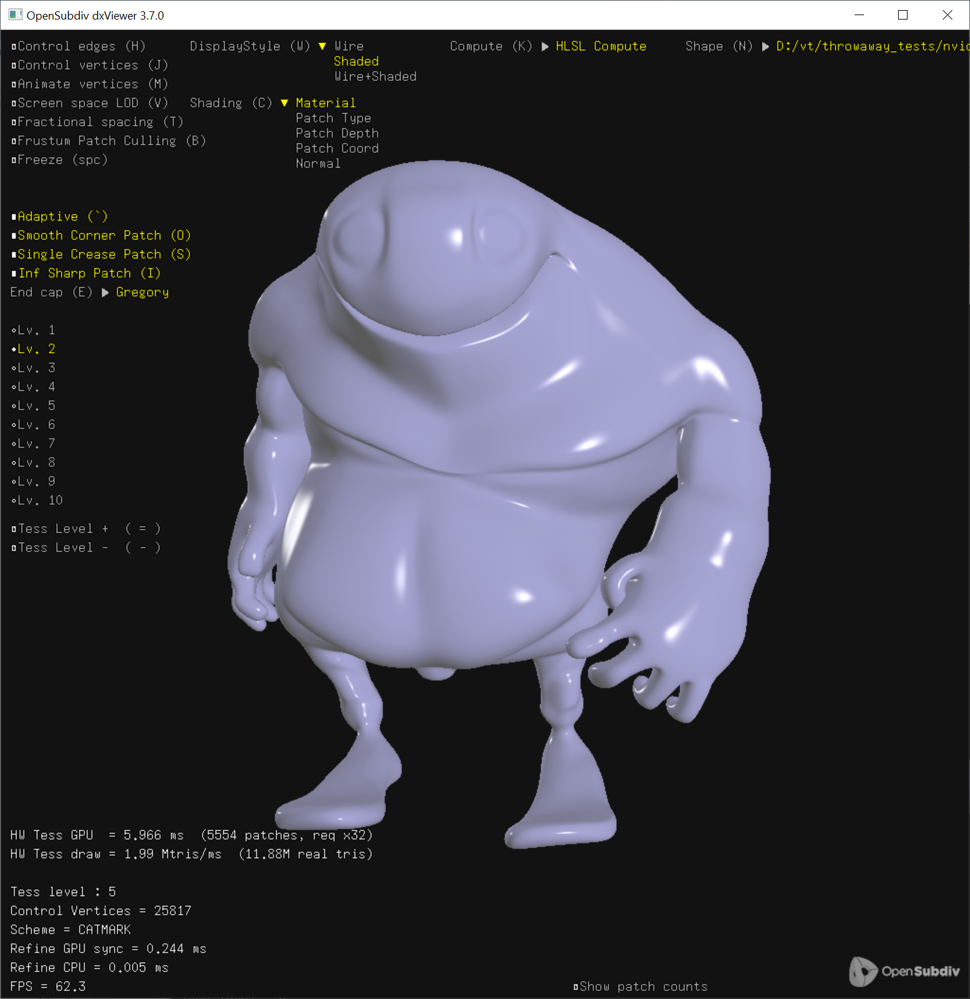 OpenSubdiv dxViewer 3.7.0
Control edges (H)
DisplayStyle (W) ▼ Wire
Shaded
Wire+Shaded
Compute (K) ▶ HLSL Compute
Shape (N) ▶ D:/vt/throwaway_tests/nvid
Control vertices (J)
Animate vertices (M)
Screen space LOD (V)
Shading (C) ▼ Material
Patch Type
Patch Depth
Patch Coord
Normal
Fractional spacing (T)
Frustum Patch Culling (B)
Freeze (spc)
Adaptive (`)
Smooth Corner Patch (O)
Single Crease Patch (S)
Inf Sharp Patch (I)
End cap (E) ▶ Gregory
Lv. 1
Lv. 2
Lv. 3
Lv. 4
Lv. 5
Lv. 6
Lv. 7
Lv. 8
Lv. 9
Lv. 10
Tess Level + ( = )
Tess Level - ( - )
HW Tess GPU = 5.966 ms (5554 patches, req x32)
HW Tess draw = 1.99 Mtris/ms (11.88M real tris)
Tess level : 5
Control Vertices = 25817
Scheme = CATMARK
Refine GPU sync = 0.244 ms
Refine CPU = 0.005 ms
FPS = 62.3
Show patch counts
OpenSubdiv